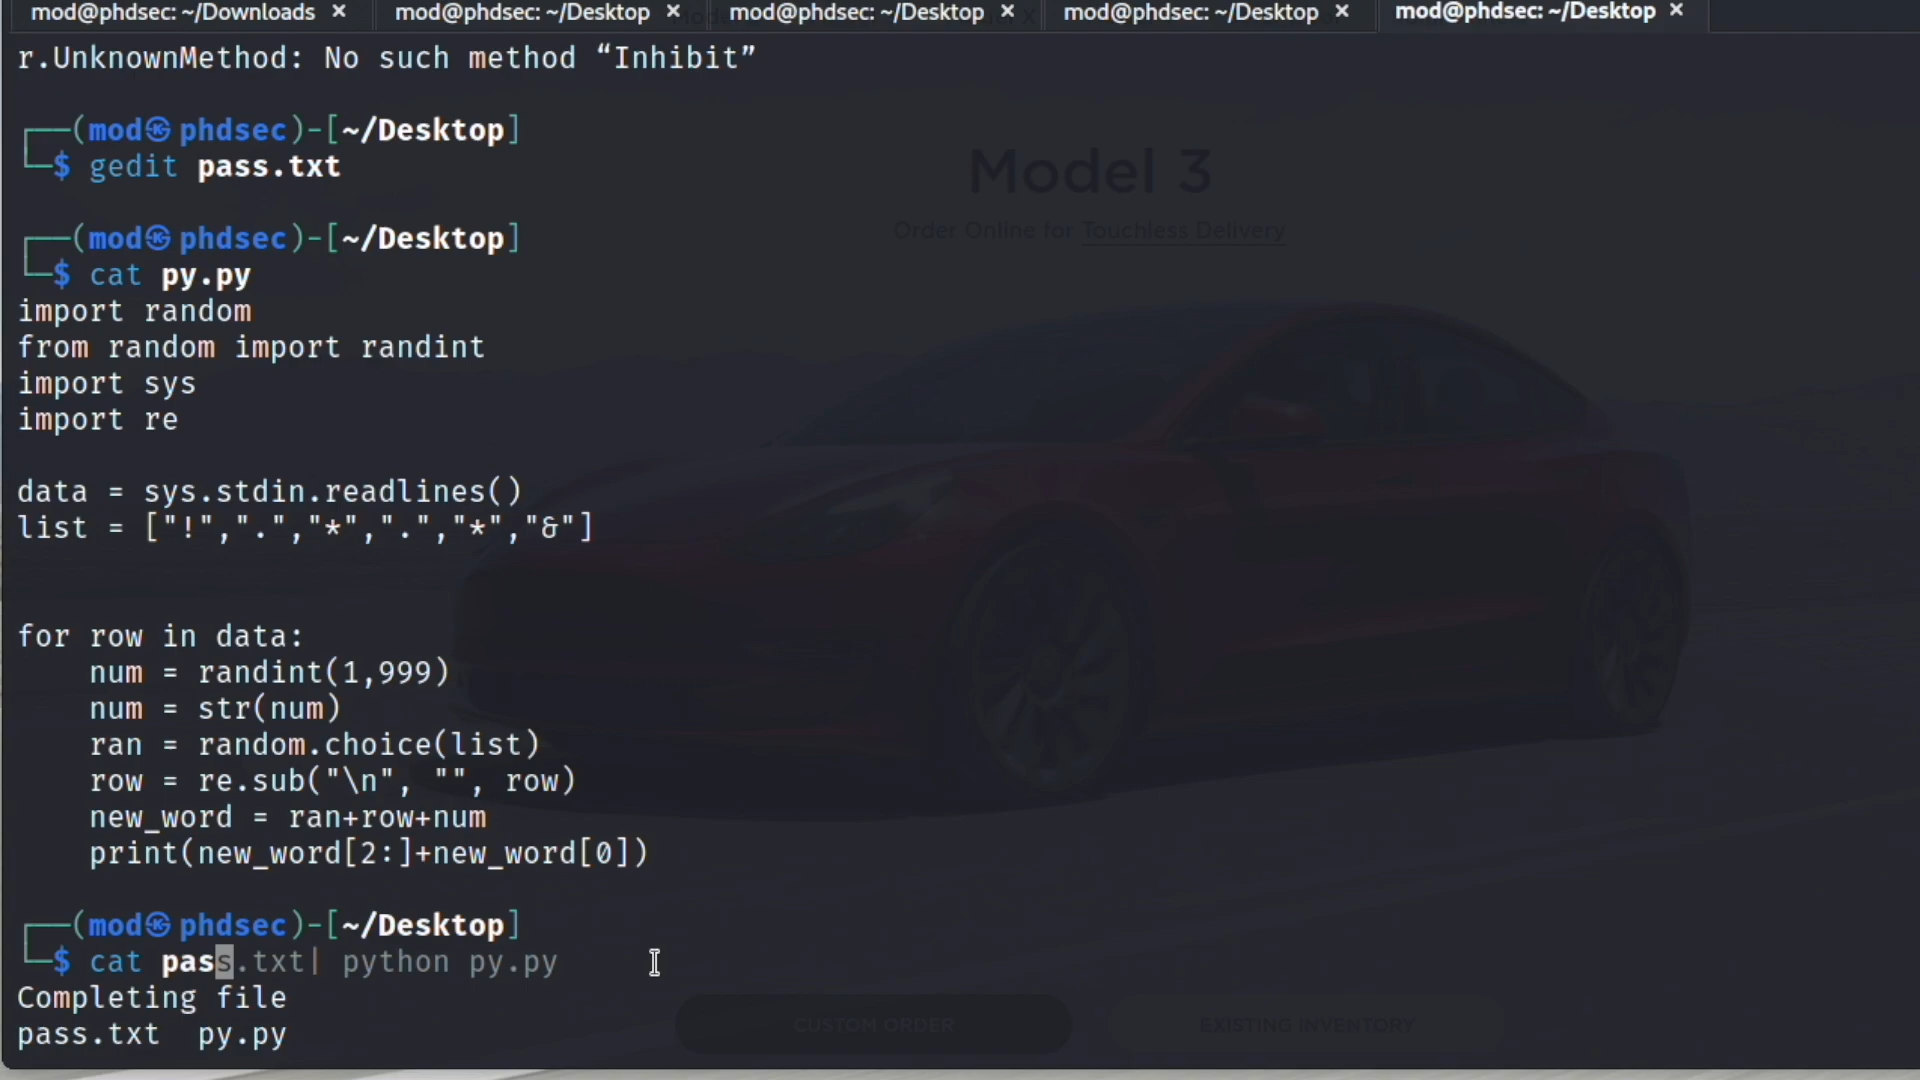 mod@phdsec: ~/Downloads × mod@phdsec: ~/Desktop × mod@phdsec: ~/Desktop × mod@phdsec: ~/Desktop × mod@phdsec: ~/Desktop ×
r.UnknownMethod: No such method “Inhibit”
┌──(mod㉿phdsec)-[~/Desktop]
└─$ gedit pass.txt
┌──(mod㉿phdsec)-[~/Desktop]
└─$ cat py.py
import random
from random import randint
import sys
import re
data = sys.stdin.readlines()
list = ["!",".","*",".","*","&"]
for row in data:
    num = randint(1,999)
    num = str(num)
    ran = random.choice(list)
    row = re.sub("\n", "", row)
    new_word = ran+row+num
    print(new_word[2:]+new_word[0])
┌──(mod㉿phdsec)-[~/Desktop]
└─$ cat pass.txt| python py.py
Completing file
pass.txt  py.py
Model 3
Order Online for Touchless Delivery
CUSTOM ORDER
EXISTING INVENTORY